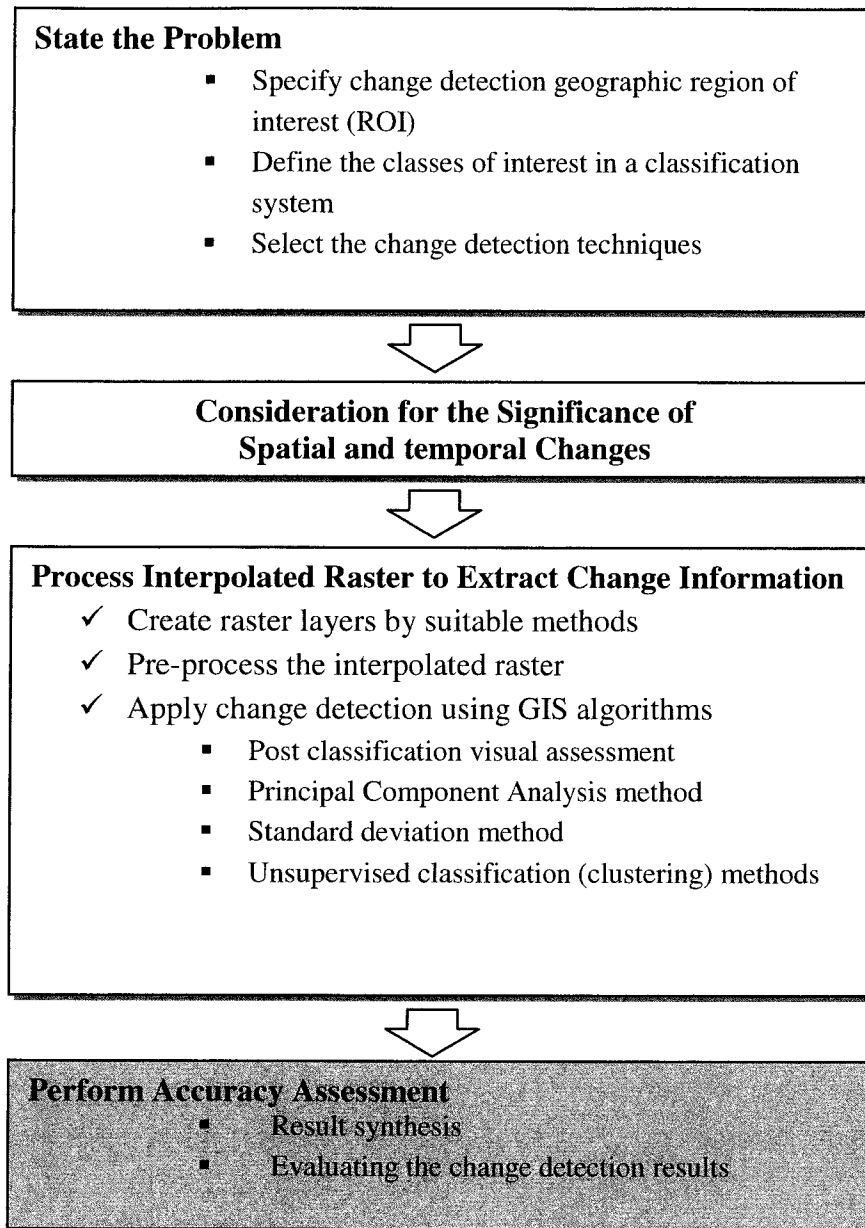 State the Problem
▪ Specify change detection geographic region of
interest (ROI)
▪ Define the classes of interest in a classification
system
▪ Select the change detection techniques
Consideration for the Significance of
Spatial and temporal Changes
Process Interpolated Raster to Extract Change Information
✓ Create raster layers by suitable methods
✓ Pre-process the interpolated raster
✓ Apply change detection using GIS algorithms
▪ Post classification visual assessment
▪ Principal Component Analysis method
▪ Standard deviation method
▪ Unsupervised classification (clustering) methods
Perform Accuracy Assessment
▪ Result synthesis
▪ Evaluating the change detection results